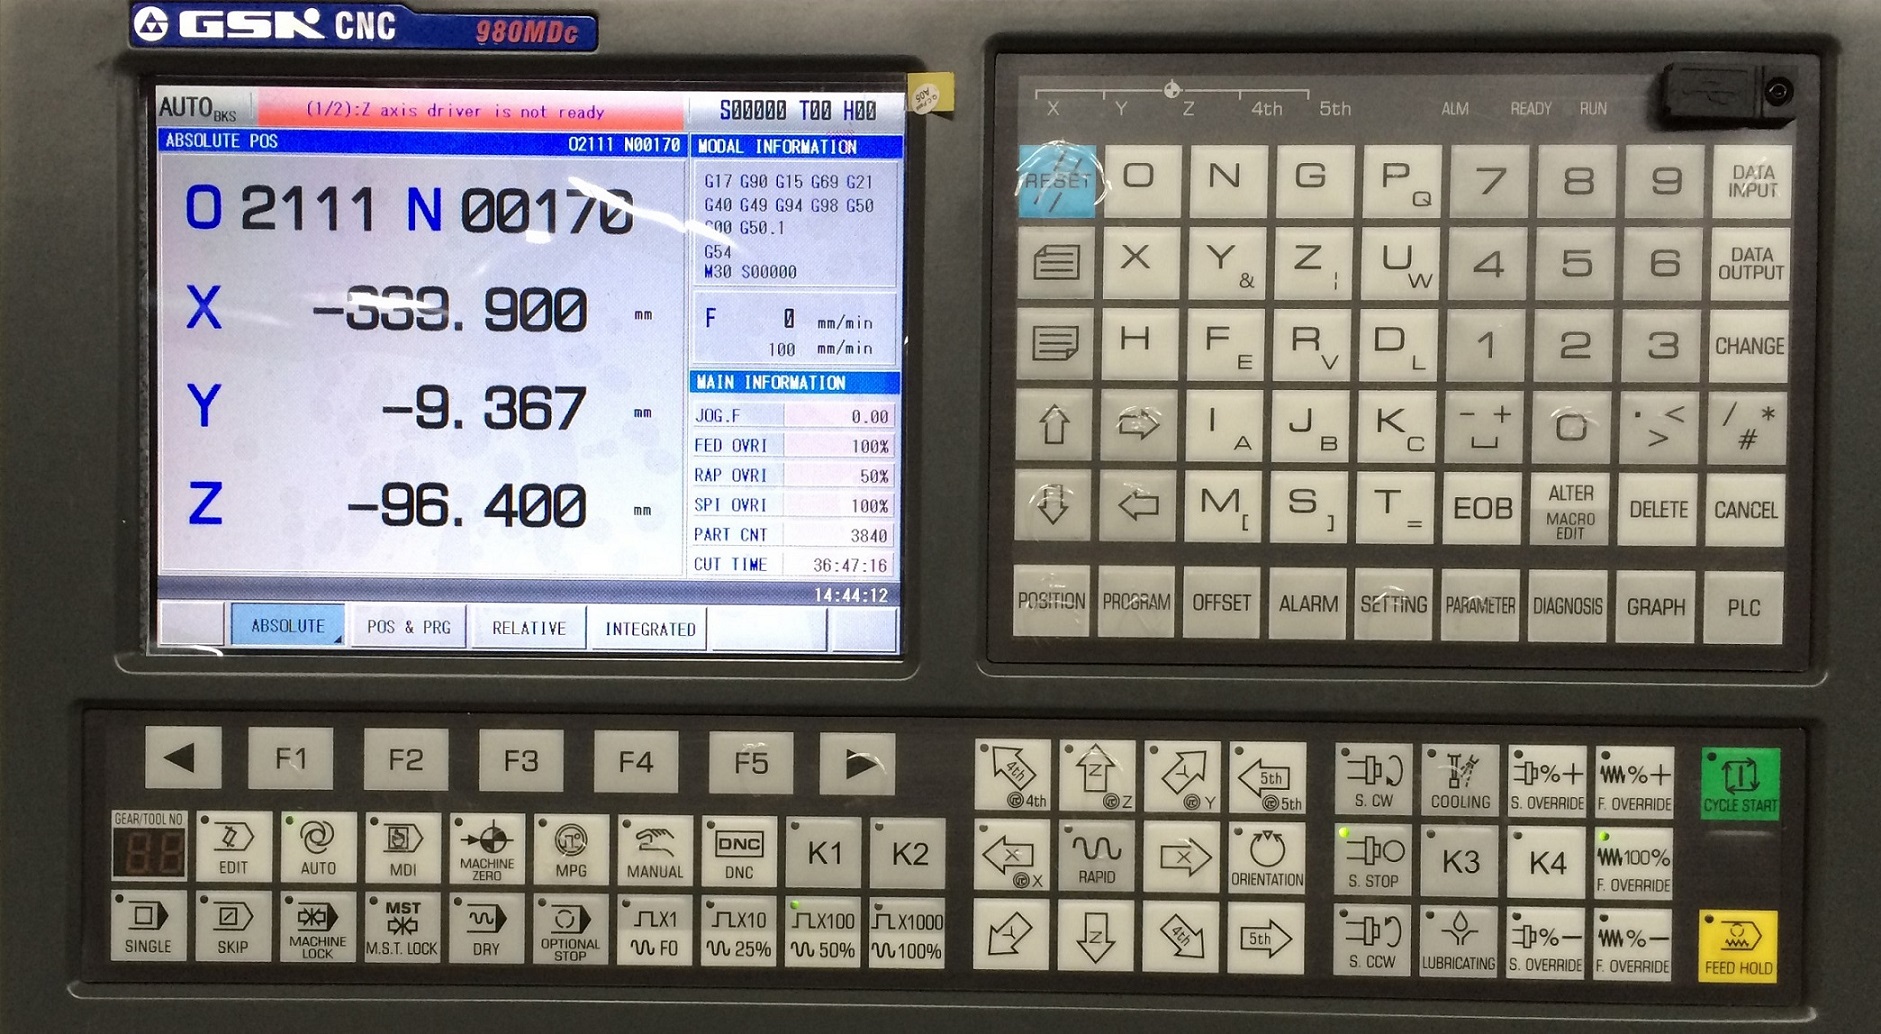 GSK CNC 980MDc
AUTO BKS (1/2):Z axis driver is not ready S00000 T00 H00
ABSOLUTE POS O2111 N00170
O 2111 N 00170
X -339.900 mm
Y -9.367 mm
Z -96.400 mm
MODAL INFORMATION
G17 G90 G15 G69 G21
G40 G49 G94 G98 G50
G00 G50.1
G54
M30 S00000
F 0 mm/min
100 mm/min
MAIN INFORMATION
JOG.F 0.00
FED OVRI 100%
RAP OVRI 50%
SPI OVRI 100%
PART CNT 3840
CUT TIME 36:47:16
14:44:12
ABSOLUTE POS & PRG RELATIVE INTEGRATED
X Y Z 4th 5th ALM READY RUN
RESET O N G P Q 7 8 9 DATA INPUT
X Y & Z ¦ U W 4 5 6 DATA OUTPUT
H F E R V D L 1 2 3 CHANGE
I A J B K C - + ␣ 0 . < > / * #
M [ S ] T = EOB ALTER MACRO EDIT DELETE CANCEL
POSITION PROGRAM OFFSET ALARM SETTING PARAMETER DIAGNOSIS GRAPH PLC
F1 F2 F3 F4 F5
GEAR/TOOL NO EDIT AUTO MDI MACHINE ZERO MPG MANUAL DNC DNC K1 K2
SINGLE SKIP MACHINE LOCK MST M.S.T. LOCK DRY OPTIONAL STOP X1 F0 X10 25% X100 50% X1000 100%
4th @4th Z @Z Y @Y 5th @5th
X @X RAPID X ORIENTATION
Y Z 4th 5th
S. CW COOLING %+ S. OVERRIDE %+ F. OVERRIDE CYCLE START
S. STOP K3 K4 100% F. OVERRIDE
S. CCW LUBRICATING %- S. OVERRIDE %- F. OVERRIDE FEED HOLD